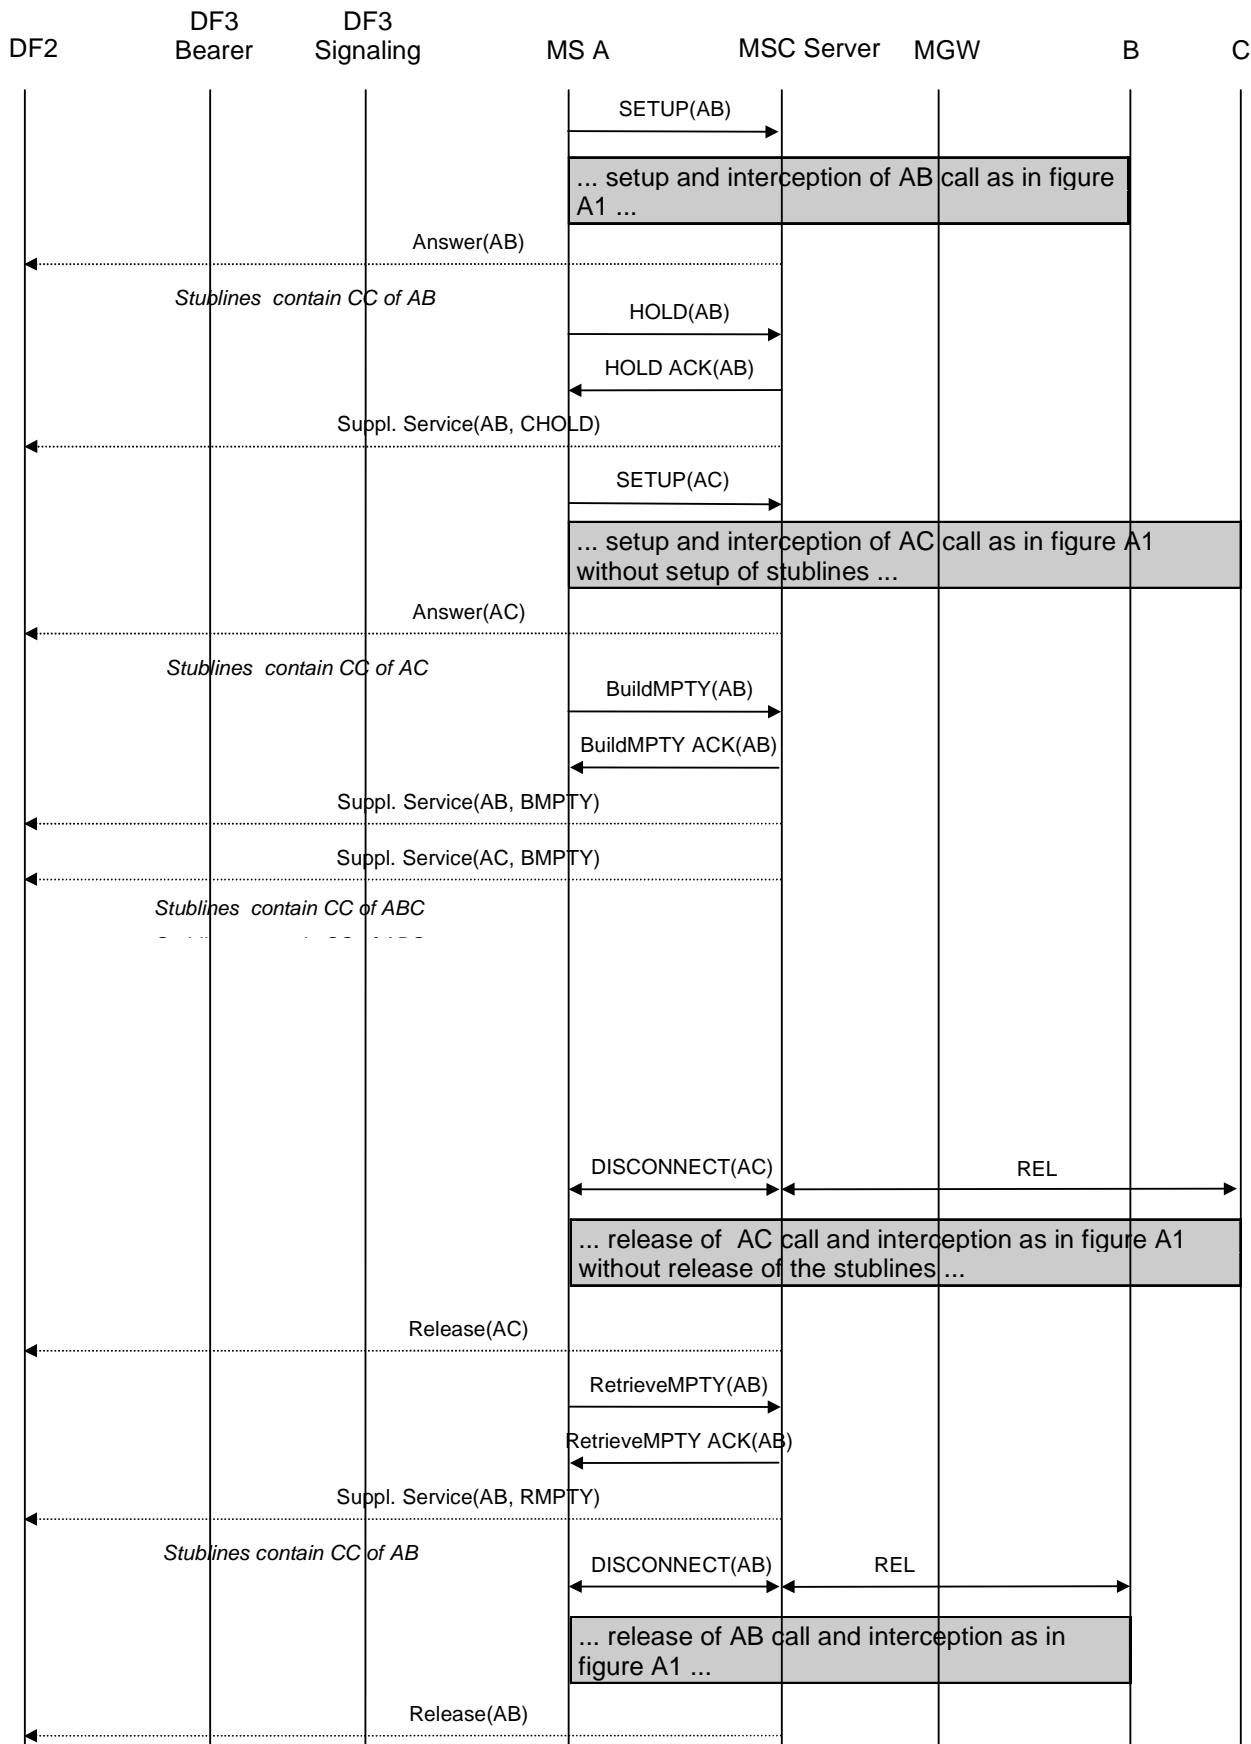 DF2
DF3
Bearer
DF3
Signaling
MS A
MSC Server
MGW
B
C
SETUP(AB)
... setup and interception of AB call as in figure
A1 ...
Answer(AB)
Stublines contain CC of AB
HOLD(AB)
HOLD ACK(AB)
Suppl. Service(AB, CHOLD)
SETUP(AC)
... setup and interception of AC call as in figure A1
without setup of stublines ...
Answer(AC)
Stublines contain CC of AC
BuildMPTY(AB)
BuildMPTY ACK(AB)
Suppl. Service(AB, BMPTY)
Suppl. Service(AC, BMPTY)
Stublines contain CC of ABC
DISCONNECT(AC)
REL
... release of AC call and interception as in figure A1
without release of the stublines ...
Release(AC)
RetrieveMPTY(AB)
RetrieveMPTY ACK(AB)
Suppl. Service(AB, RMPTY)
Stublines contain CC of AB
DISCONNECT(AB)
REL
... release of AB call and interception as in
figure A1 ...
Release(AB)